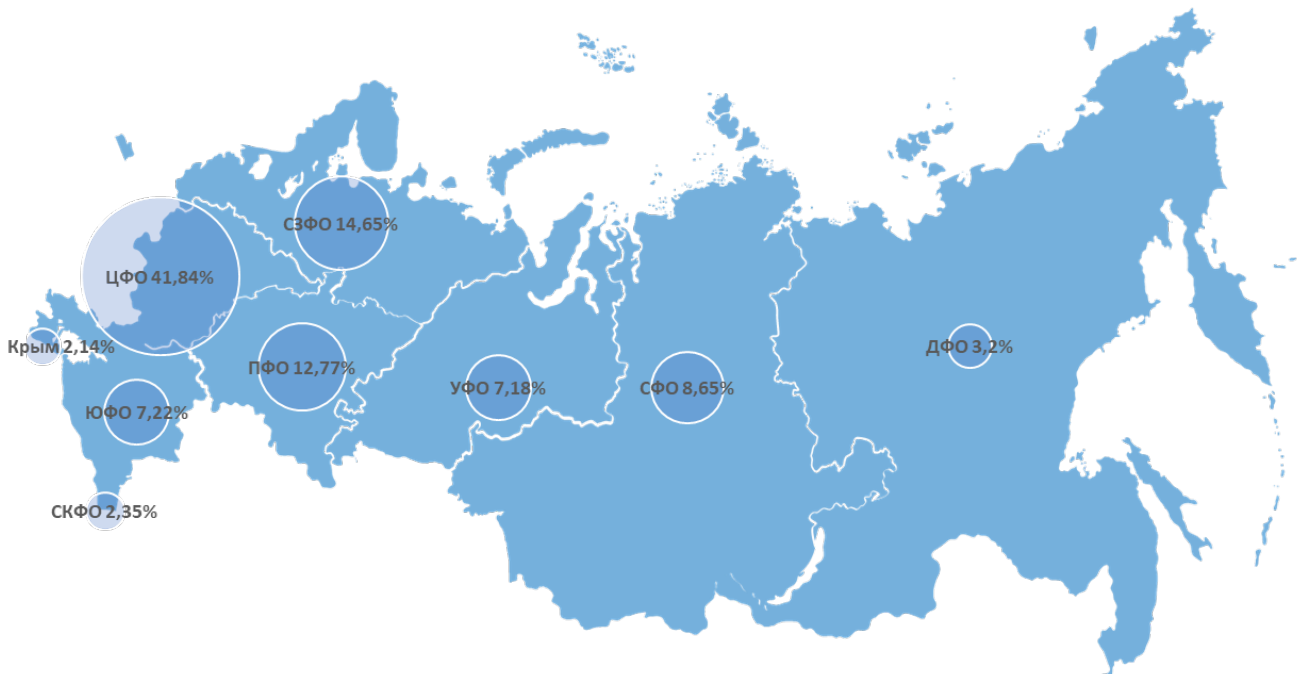 СЗФО 14,65%
ЦФО 41,84%
Крым 2,14%
ДФО 3,2%
ПФО 12,77%
УФО 7,18%
СФО 8,65%
ЮФО 7,22%
СКФО 2,35%